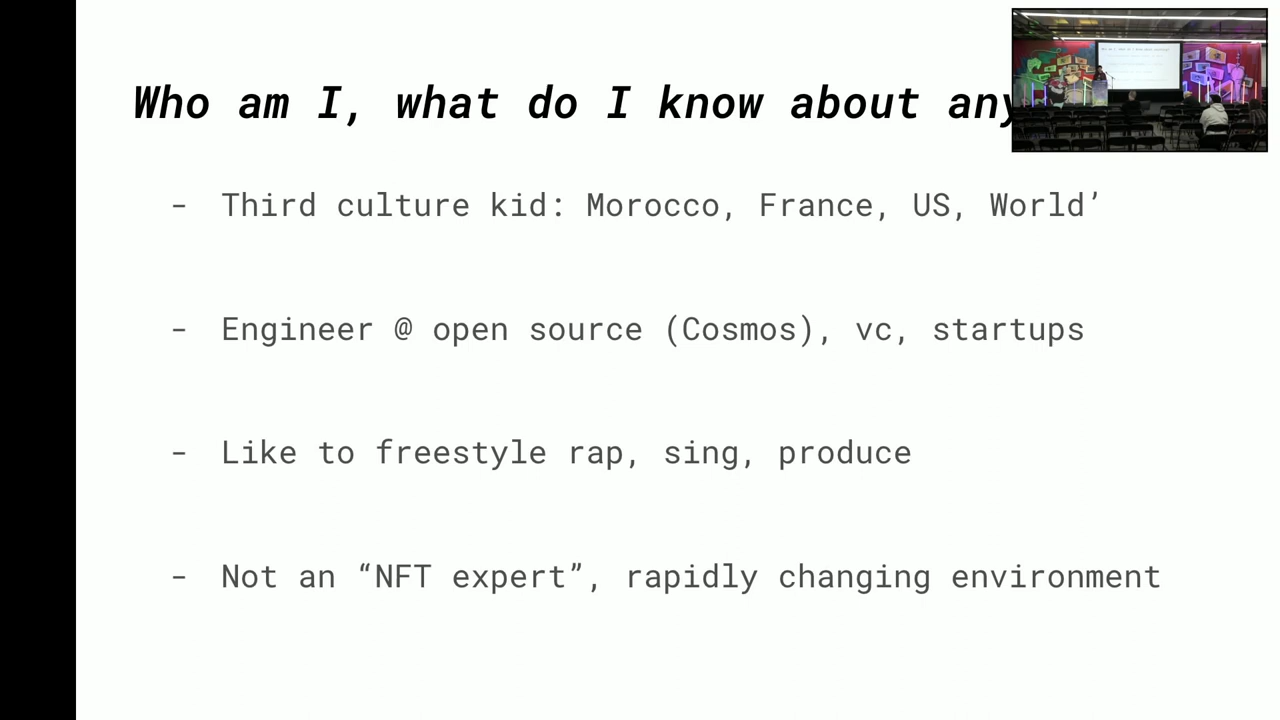 Who am I, what do I know about any
- Third culture kid: Morocco, France, US, World’
- Engineer @ open source (Cosmos), vc, startups
- Like to freestyle rap, sing, produce
- Not an “NFT expert”, rapidly changing environment